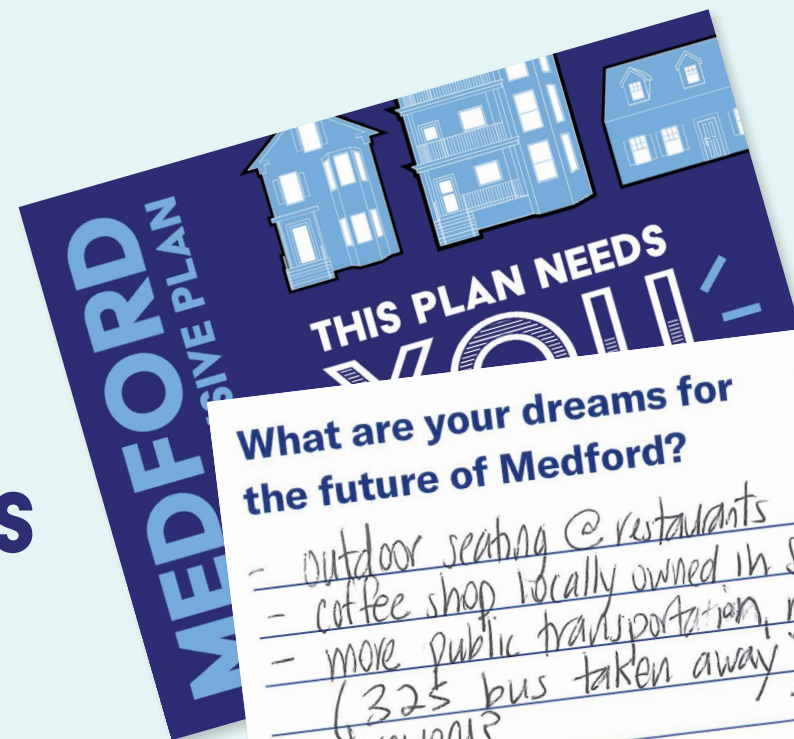 MEDFORD
SIVE PLAN
THIS PLAN NEEDS
YOU
S
What are your dreams for
the future of Medford?
- outdoor seating @ restaurants
- coffee shop locally owned in S
- more public transportation,
(325 bus taken away